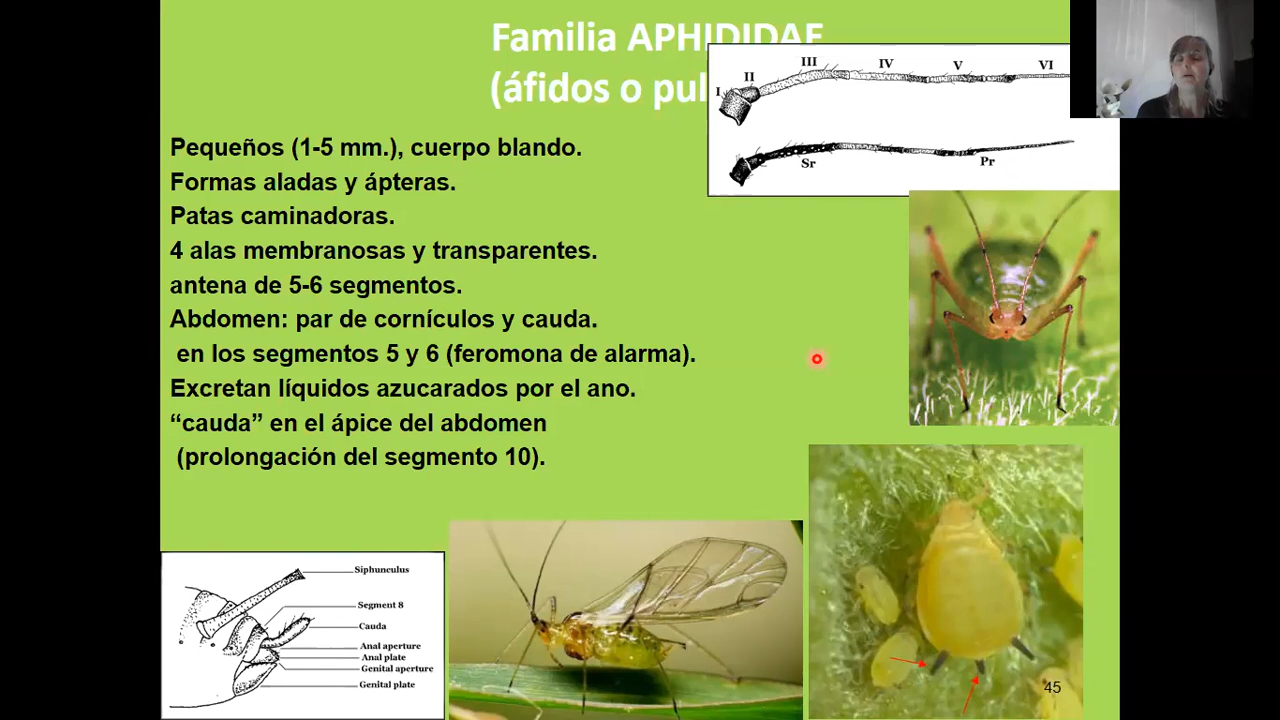 Familia APHIDIDAE
(áfidos o pul
I II III IV V VI
Sr Pr
Pequeños (1-5 mm.), cuerpo blando.
Formas aladas y ápteras.
Patas caminadoras.
4 alas membranosas y transparentes.
antena de 5-6 segmentos.
Abdomen: par de cornículos y cauda.
en los segmentos 5 y 6 (feromona de alarma).
Excretan líquidos azucarados por el ano.
“cauda” en el ápice del abdomen
(prolongación del segmento 10).
Siphunculus
Segment 8
Cauda
Anal aperture
Anal plate
Genital aperture
Genital plate
45